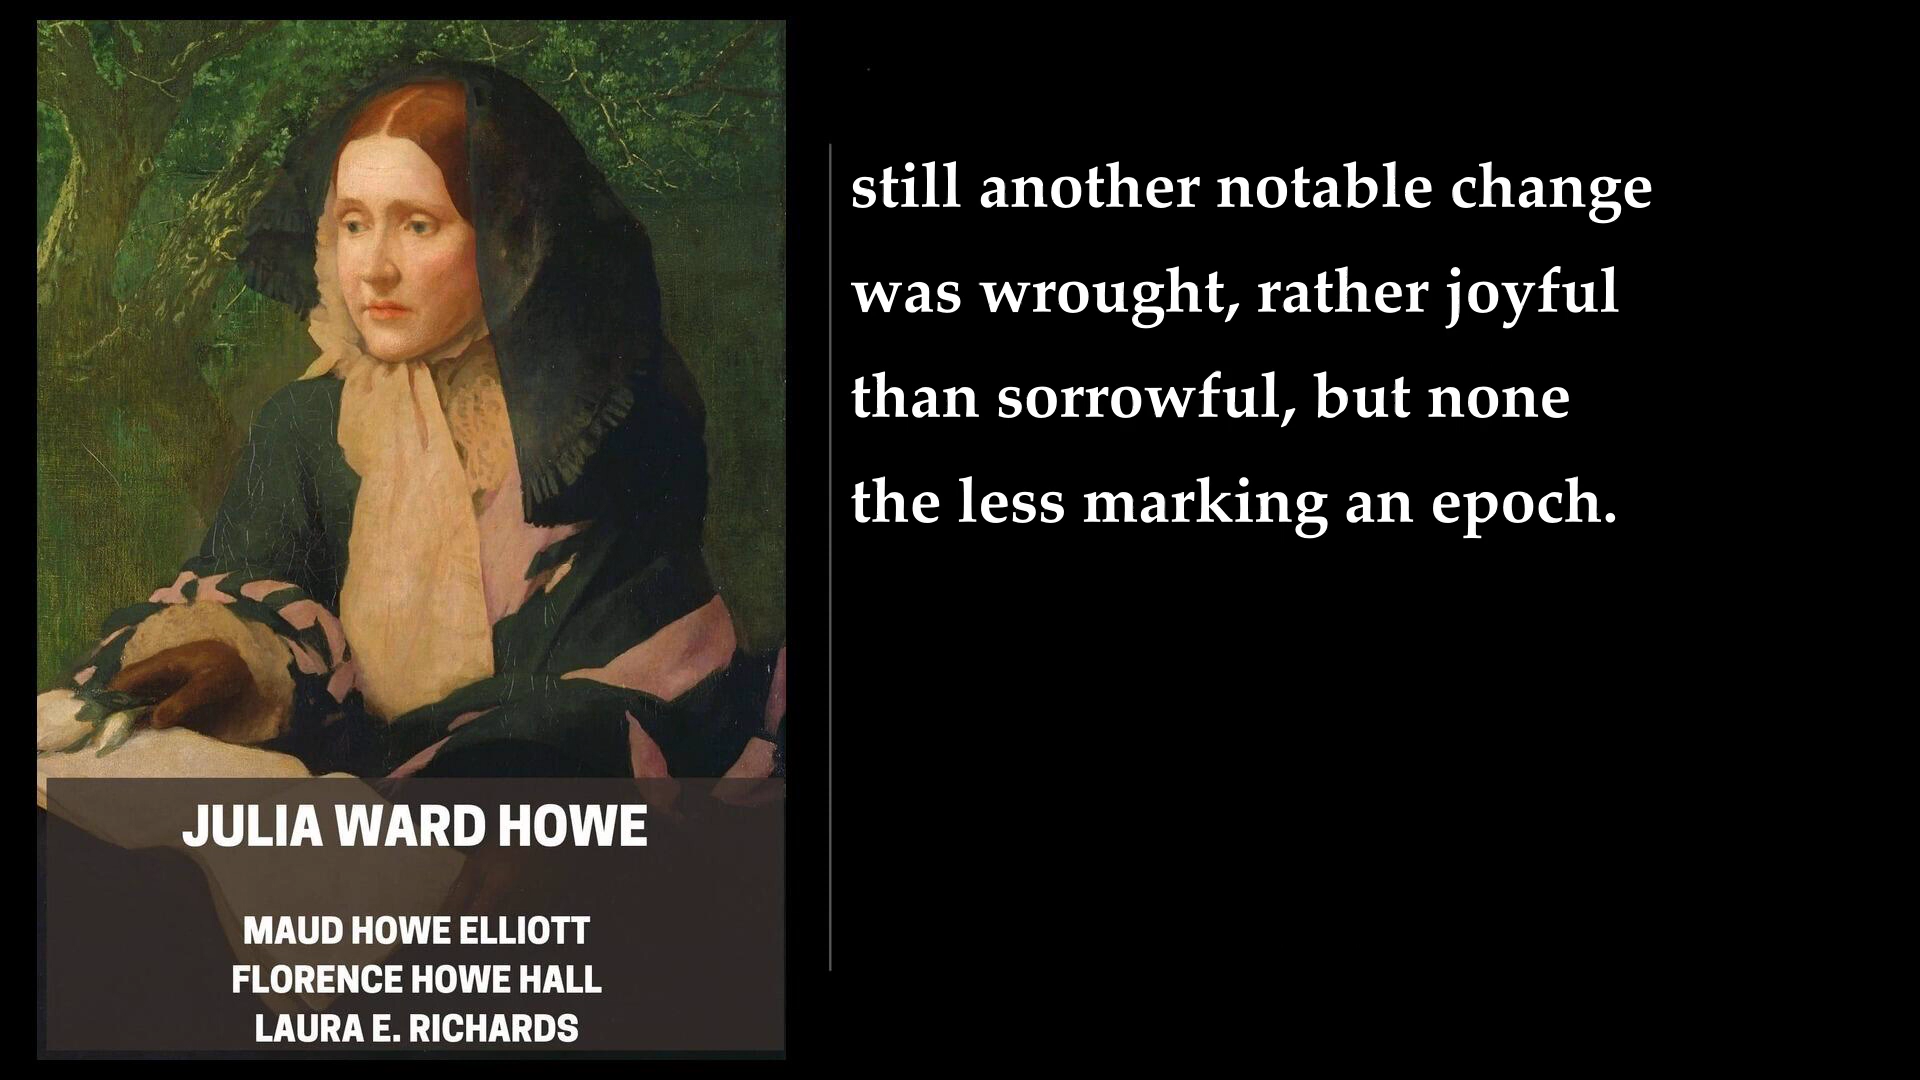 still another notable change
was wrought, rather joyful
than sorrowful, but none
the less marking an epoch.
JULIA WARD HOWE
MAUD HOWE ELLIOTT
FLORENCE HOWE HALL
LAURA E. RICHARDS